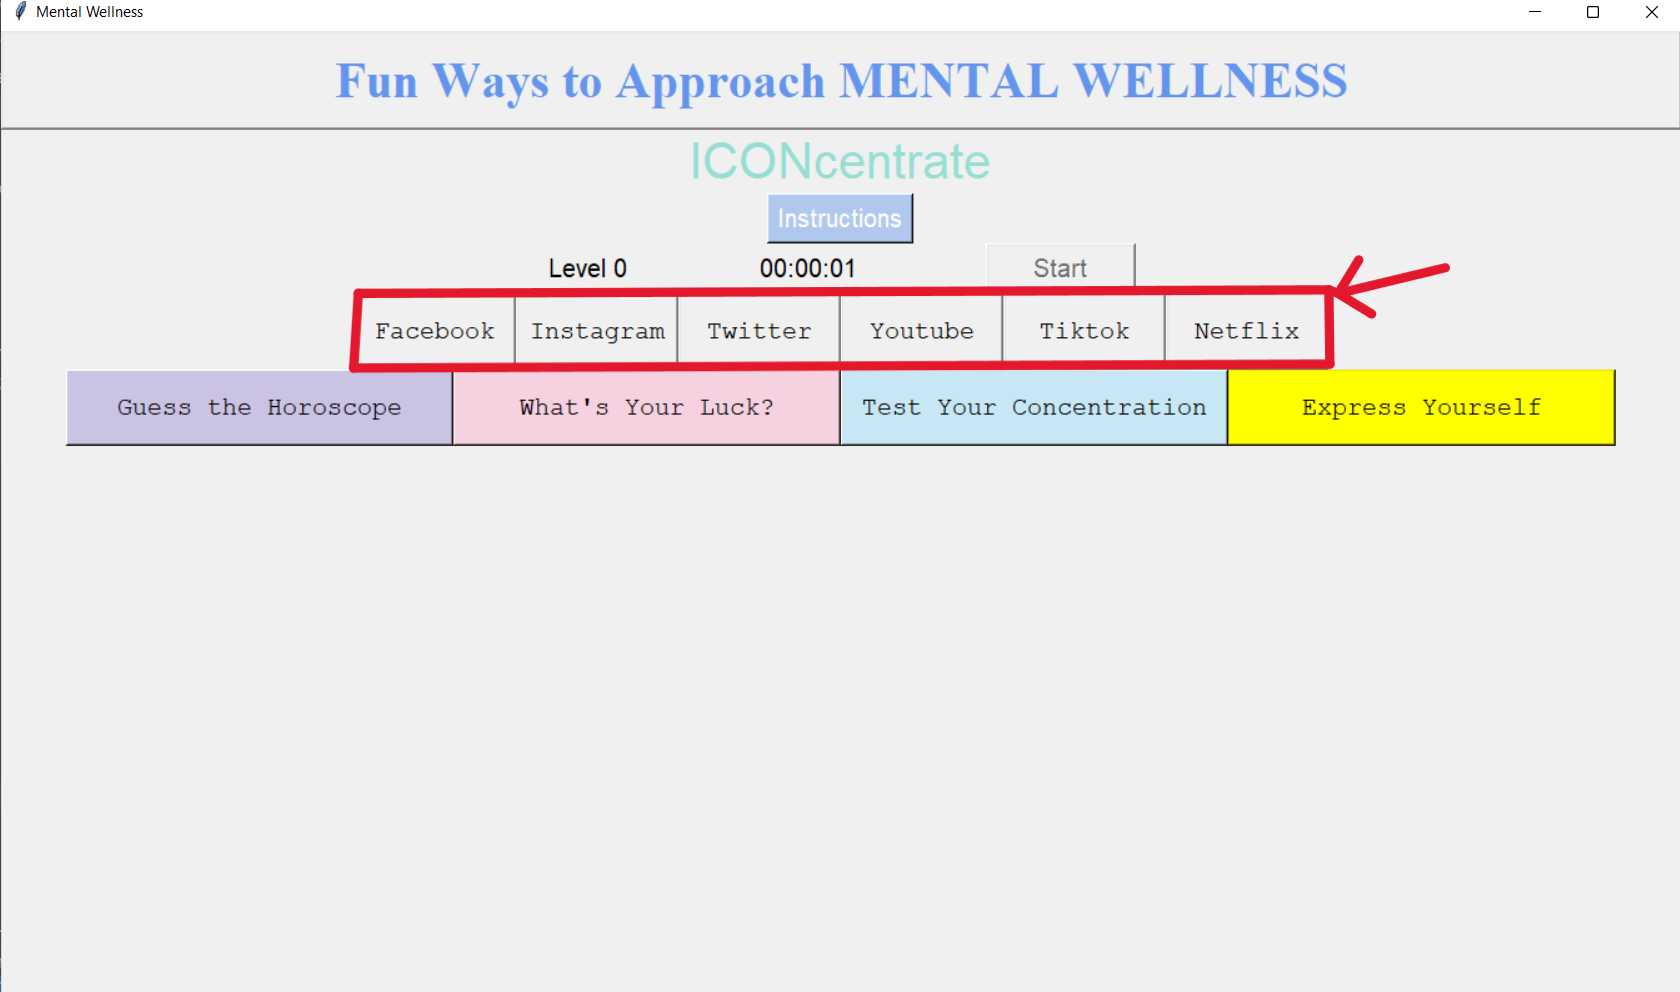 Mental Wellness
Fun Ways to Approach MENTAL WELLNESS
ICONcentrate
Instructions
Level 0 00:00:01 Start
Facebook Instagram Twitter Youtube Tiktok Netflix
Guess the Horoscope What's Your Luck? Test Your Concentration Express Yourself